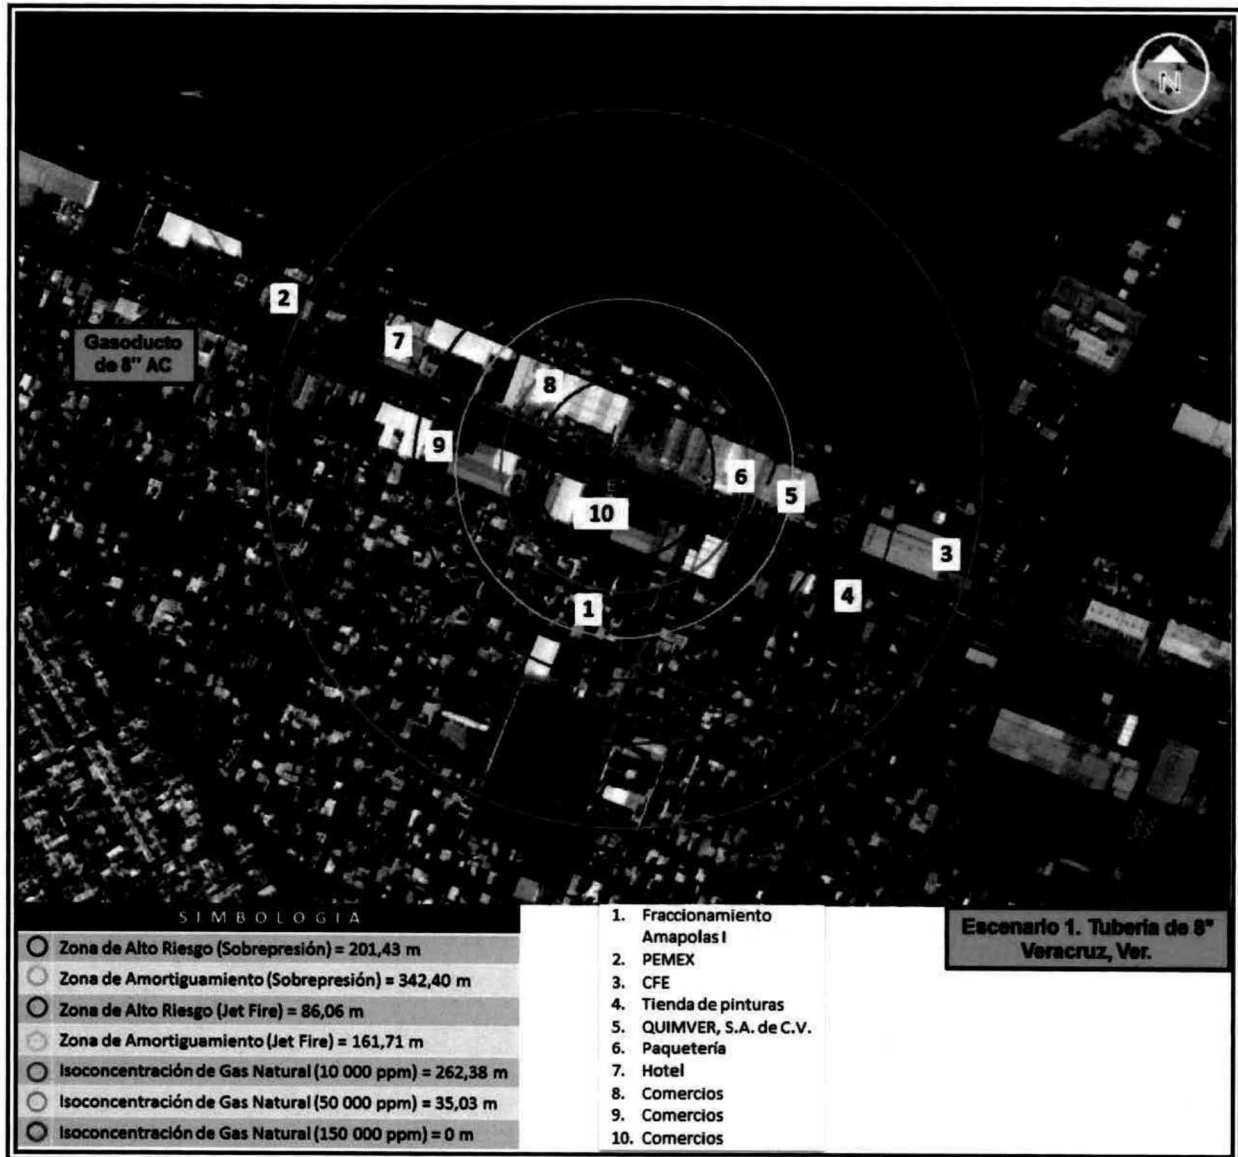 N
2
Gasoducto
de 8" AC
7
8
9
6
5
10
3
4
1
SIMBOLOGIA
Zona de Alto Riesgo (Sobrepresión) = 201,43 m
Zona de Amortiguamiento (Sobrepresión) = 342,40 m
Zona de Alto Riesgo (Jet Fire) = 86,06 m
Zona de Amortiguamiento (Jet Fire) = 161,71 m
Isoconcentración de Gas Natural (10 000 ppm) = 262,38 m
Isoconcentración de Gas Natural (50 000 ppm) = 35,03 m
Isoconcentración de Gas Natural (150 000 ppm) = 0 m
1. Fraccionamiento
Amapolas I
2. PEMEX
3. CFE
4. Tienda de pinturas
5. QUIMVER, S.A. de C.V.
6. Paquetería
7. Hotel
8. Comercios
9. Comercios
10. Comercios
Escenario 1. Tubería de 8"
Veracruz, Ver.